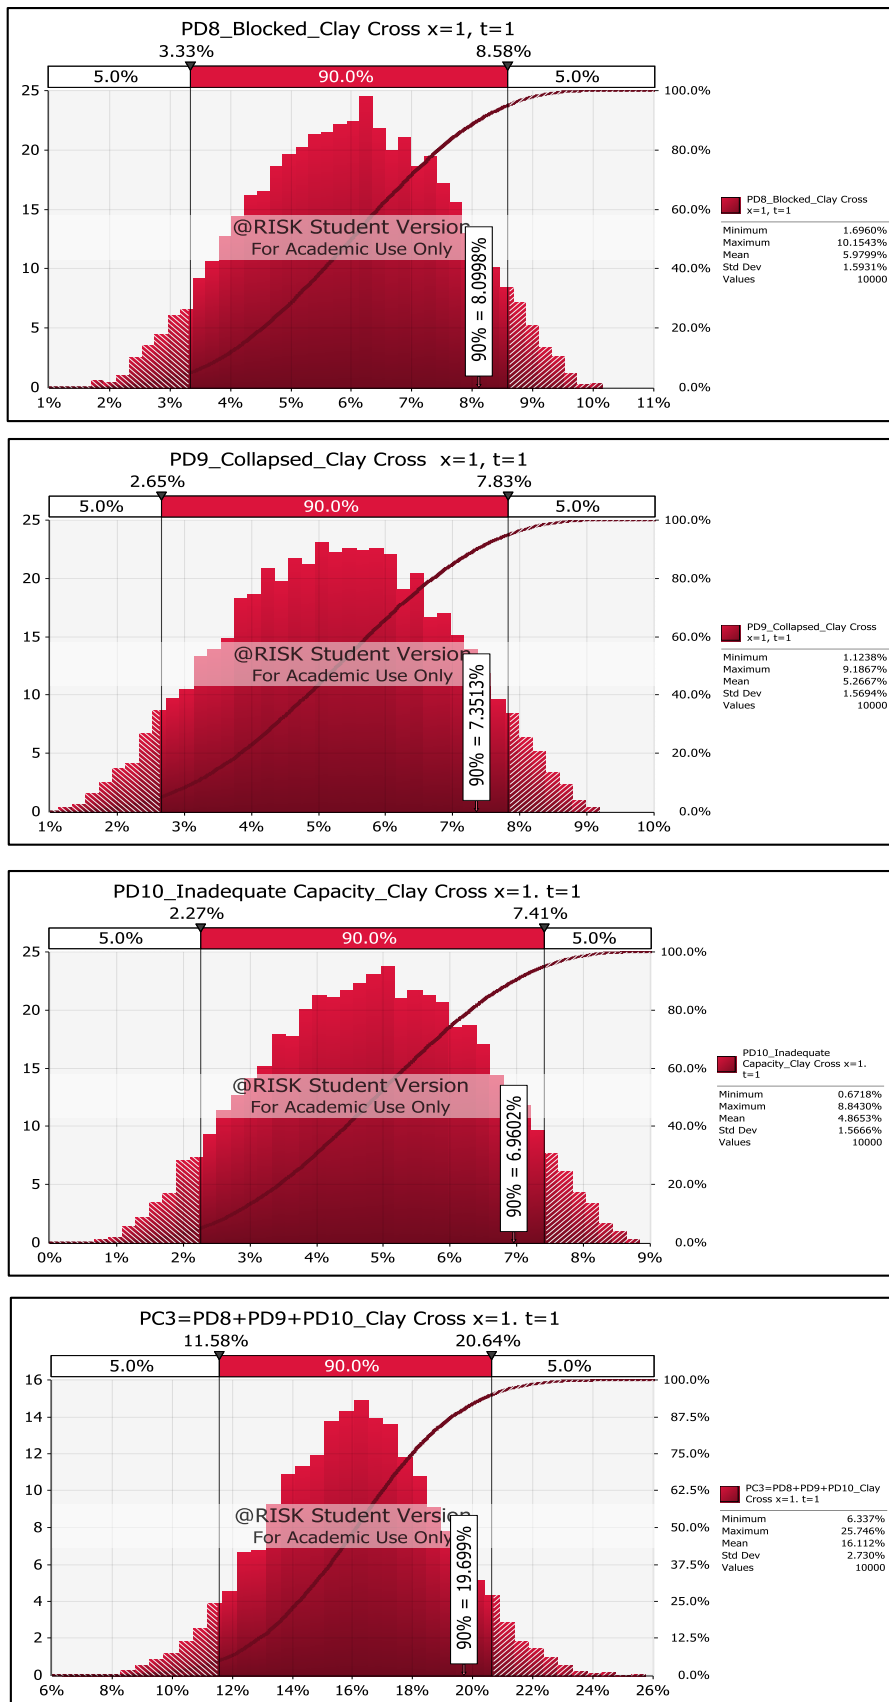 PD8_Blocked_Clay Cross x=1, t=1
3.33% 8.58%
5.0% 90.0% 5.0%
25 100.0%
20 80.0%
15 60.0%
10 40.0%
5 20.0%
0 0.0%
1% 2% 3% 4% 5% 6% 7% 8% 9% 10% 11%
@RISK Student Version
For Academic Use Only
90% = 8.0998%
PD8_Blocked_Clay Cross
x=1, t=1
Minimum 1.6960%
Maximum 10.1543%
Mean 5.9799%
Std Dev 1.5931%
Values 10000
PD9_Collapsed_Clay Cross x=1, t=1
2.65% 7.83%
5.0% 90.0% 5.0%
25 100.0%
20 80.0%
15 60.0%
10 40.0%
5 20.0%
0 0.0%
1% 2% 3% 4% 5% 6% 7% 8% 9% 10%
@RISK Student Version
For Academic Use Only
90% = 7.3513%
PD9_Collapsed_Clay Cross
x=1, t=1
Minimum 1.1238%
Maximum 9.1867%
Mean 5.2667%
Std Dev 1.5694%
Values 10000
PD10_Inadequate Capacity_Clay Cross x=1. t=1
2.27% 7.41%
5.0% 90.0% 5.0%
25 100.0%
20 80.0%
15 60.0%
10 40.0%
5 20.0%
0 0.0%
0% 1% 2% 3% 4% 5% 6% 7% 8% 9%
@RISK Student Version
For Academic Use Only
90% = 6.9602%
PD10_Inadequate
Capacity_Clay Cross x=1.
t=1
Minimum 0.6718%
Maximum 8.8430%
Mean 4.8653%
Std Dev 1.5666%
Values 10000
PC3=PD8+PD9+PD10_Clay Cross x=1. t=1
11.58% 20.64%
5.0% 90.0% 5.0%
16 100.0%
14 87.5%
12 75.0%
10 62.5%
8 50.0%
6 37.5%
4 25.0%
2 12.5%
0 0.0%
6% 8% 10% 12% 14% 16% 18% 20% 22% 24% 26%
@RISK Student Version
For Academic Use Only
90% = 19.699%
PC3=PD8+PD9+PD10_Clay
Cross x=1. t=1
Minimum 6.337%
Maximum 25.746%
Mean 16.112%
Std Dev 2.730%
Values 10000